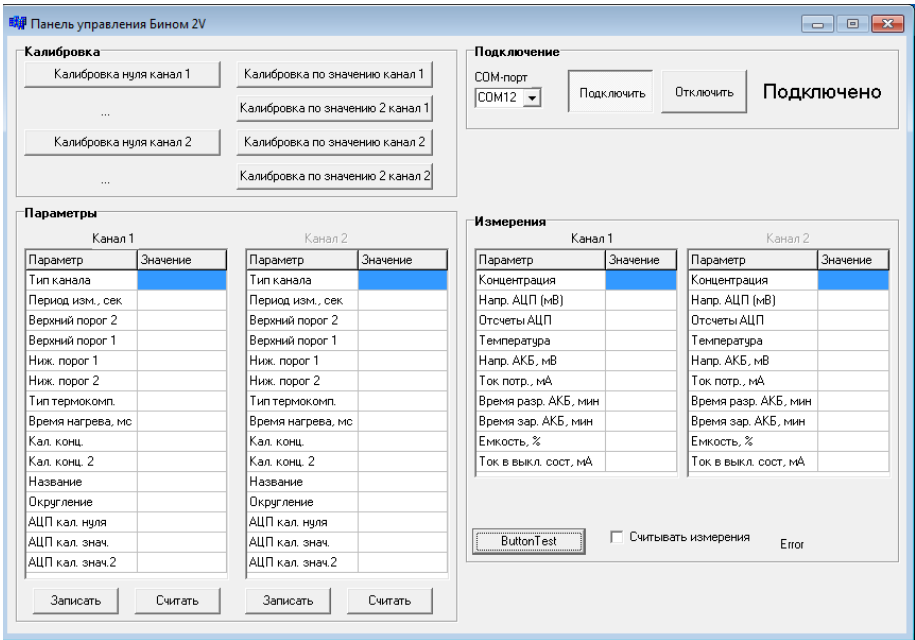 Панель управления Бином 2V
Калибровка
Калибровка нуля канал 1
Калибровка по значению канал 1
...
Калибровка по значению 2 канал 1
Калибровка нуля канал 2
Калибровка по значению канал 2
...
Калибровка по значению 2 канал 2
Подключение
COM-порт
COM12
Подключить
Отключить
Подключено
Параметры
Канал 1
Параметр Значение
Тип канала
Период изм., сек
Верхний порог 2
Верхний порог 1
Ниж. порог 1
Ниж. порог 2
Тип термокомп.
Время нагрева, мс
Кал. конц.
Кал. конц. 2
Название
Округление
АЦП кал. нуля
АЦП кал. знач.
АЦП кал. знач.2
Записать Считать
Канал 2
Параметр Значение
Тип канала
Период изм., сек
Верхний порог 2
Верхний порог 1
Ниж. порог 1
Ниж. порог 2
Тип термокомп.
Время нагрева, мс
Кал. конц.
Кал. конц. 2
Название
Округление
АЦП кал. нуля
АЦП кал. знач.
АЦП кал. знач.2
Записать Считать
Измерения
Канал 1
Параметр Значение
Концентрация
Напр. АЦП (мВ)
Отсчеты АЦП
Температура
Напр. АКБ, мВ
Ток потр., мА
Время разр. АКБ, мин
Время зар. АКБ, мин
Емкость, %
Ток в выкл. сост, мА
Канал 2
Параметр Значение
Концентрация
Напр. АЦП (мВ)
Отсчеты АЦП
Температура
Напр. АКБ, мВ
Ток потр., мА
Время разр. АКБ, мин
Время зар. АКБ, мин
Емкость, %
Ток в выкл. сост, мА
ButtonTest
Считывать измерения
Error